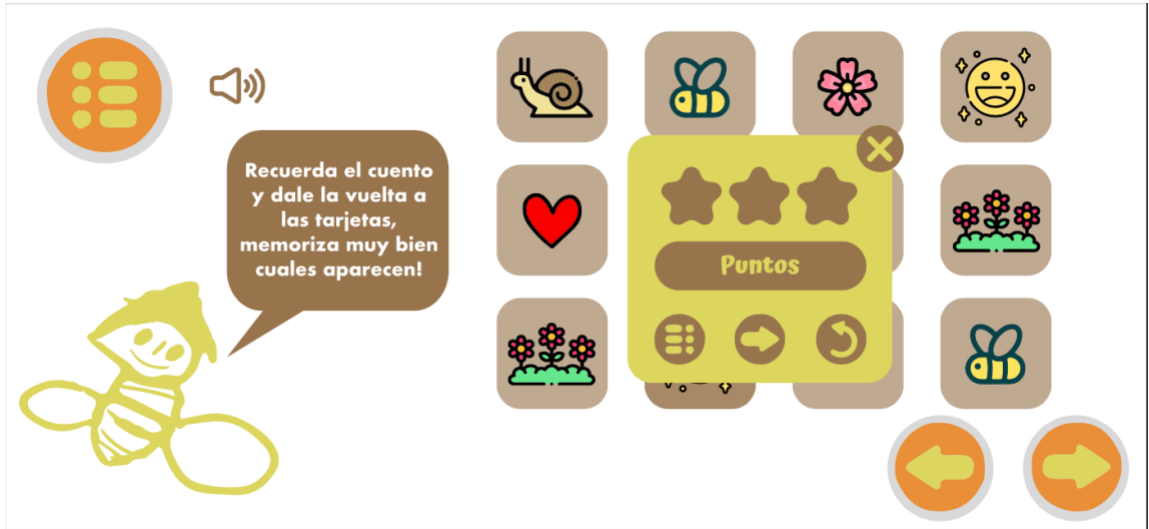 Recuerda el cuento
y dale la vuelta a
las tarjetas,
memoriza muy bien
cuales aparecen!
Puntos